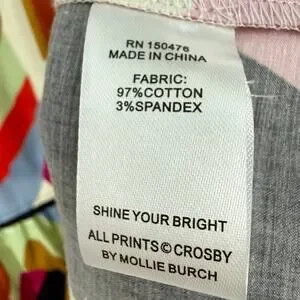 RN 150476
MADE IN CHINA
FABRIC:
97%COTTON
3%SPANDEX
SHINE YOUR BRIGHT
ALL PRINTS© CROSBY
BY MOLLIE BURCH